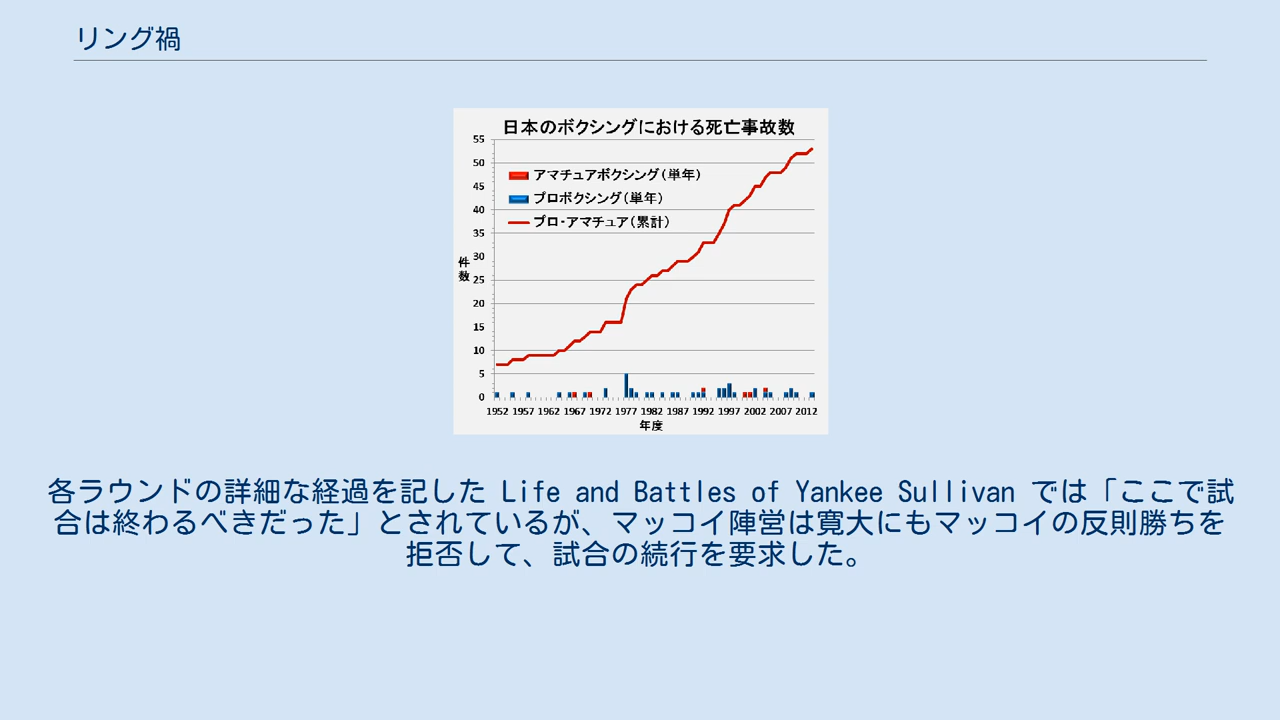 リング禍
日本のボクシングにおける死亡事故数
55
50
45
40
35
30
25
20
15
10
5
0
アマチュアボクシング(単年)
プロボクシング(単年)
プロ・アマチュア(累計)
件数
1952 1957 1962 1967 1972 1977 1982 1987 1992 1997 2002 2007 2012
年度
各ラウンドの詳細な経過を記した Life and Battles of Yankee Sullivan では「ここで試
合は終わるべきだった」とされているが、マッコイ陣営は寛大にもマッコイの反則勝ちを
拒否して、試合の続行を要求した。